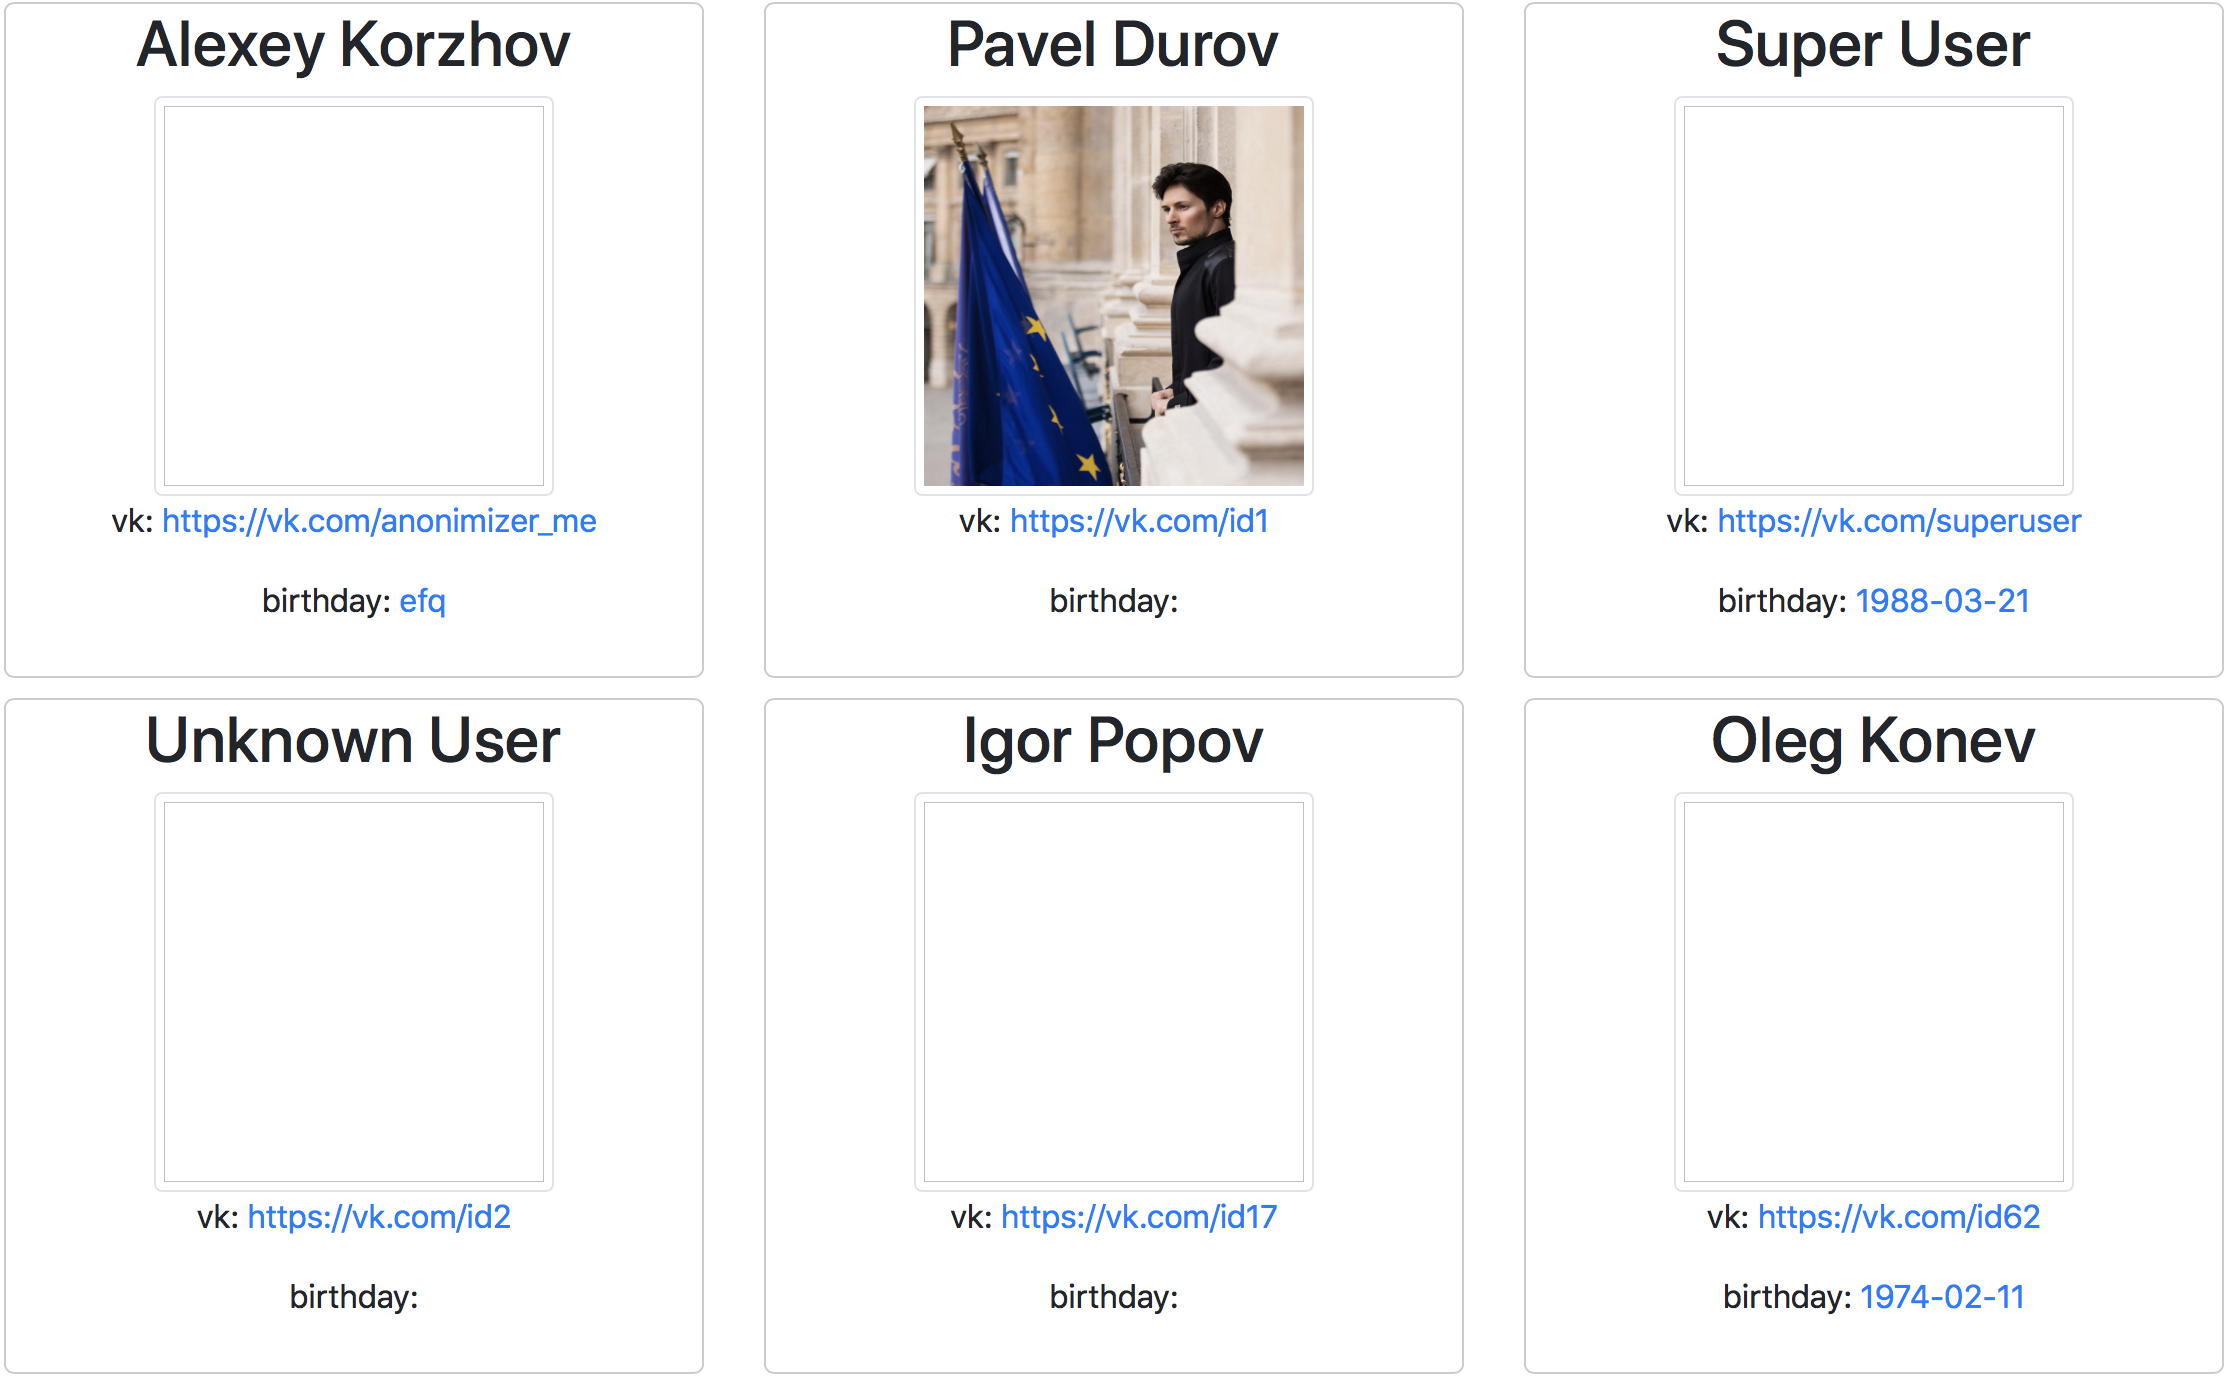 Alexey Korzhov
vk: https://vk.com/anonimizer_me
birthday: efq
Pavel Durov
vk: https://vk.com/id1
birthday:
Super User
vk: https://vk.com/superuser
birthday: 1988-03-21
Unknown User
vk: https://vk.com/id2
birthday:
Igor Popov
vk: https://vk.com/id17
birthday:
Oleg Konev
vk: https://vk.com/id62
birthday: 1974-02-11